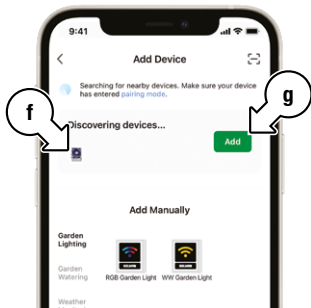 9:41
Add Device
Searching for nearby devices. Make sure your device
has entered pairing mode.
f
g
Discovering devices...
Add
Add Manually
Garden
Lighting
RGB Garden Light WW Garden Light
Garden
Watering
Weather